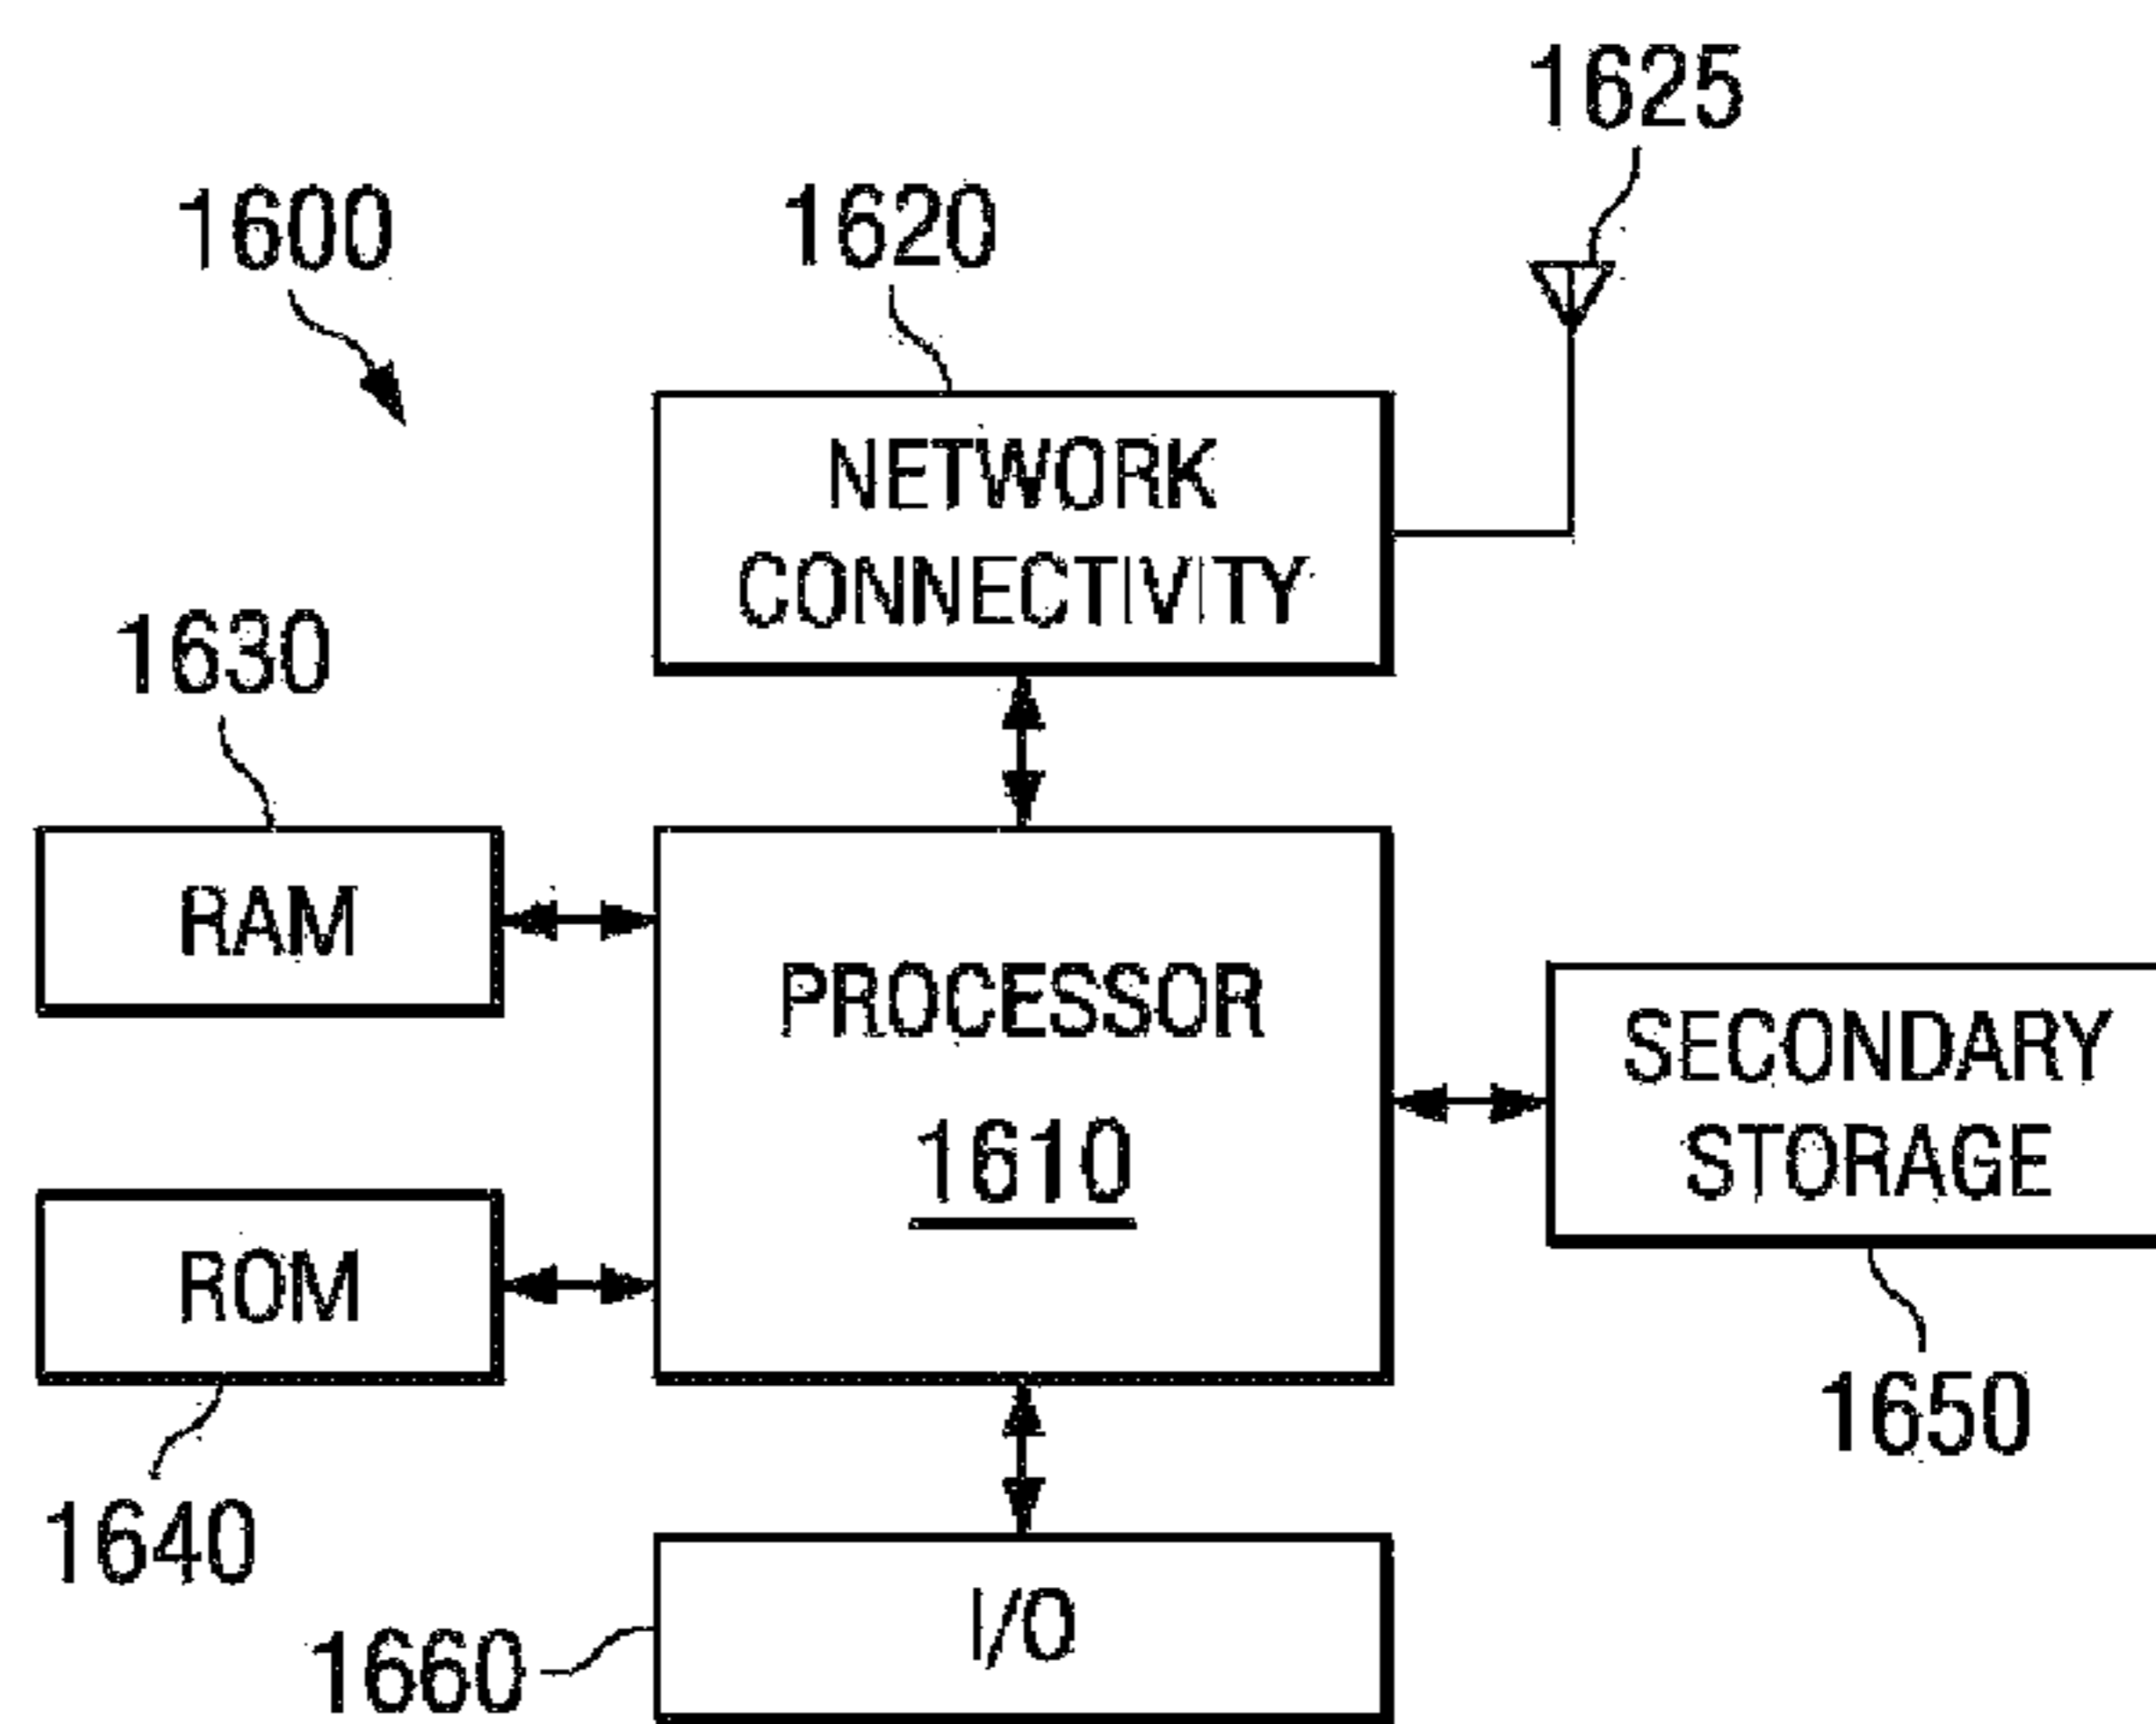 1625
1600
1620
NETWORK
CONNECTIVITY
1630
RAM
PROCESSOR
1610
SECONDARY
STORAGE
ROM
1650
1640
I/O
1660